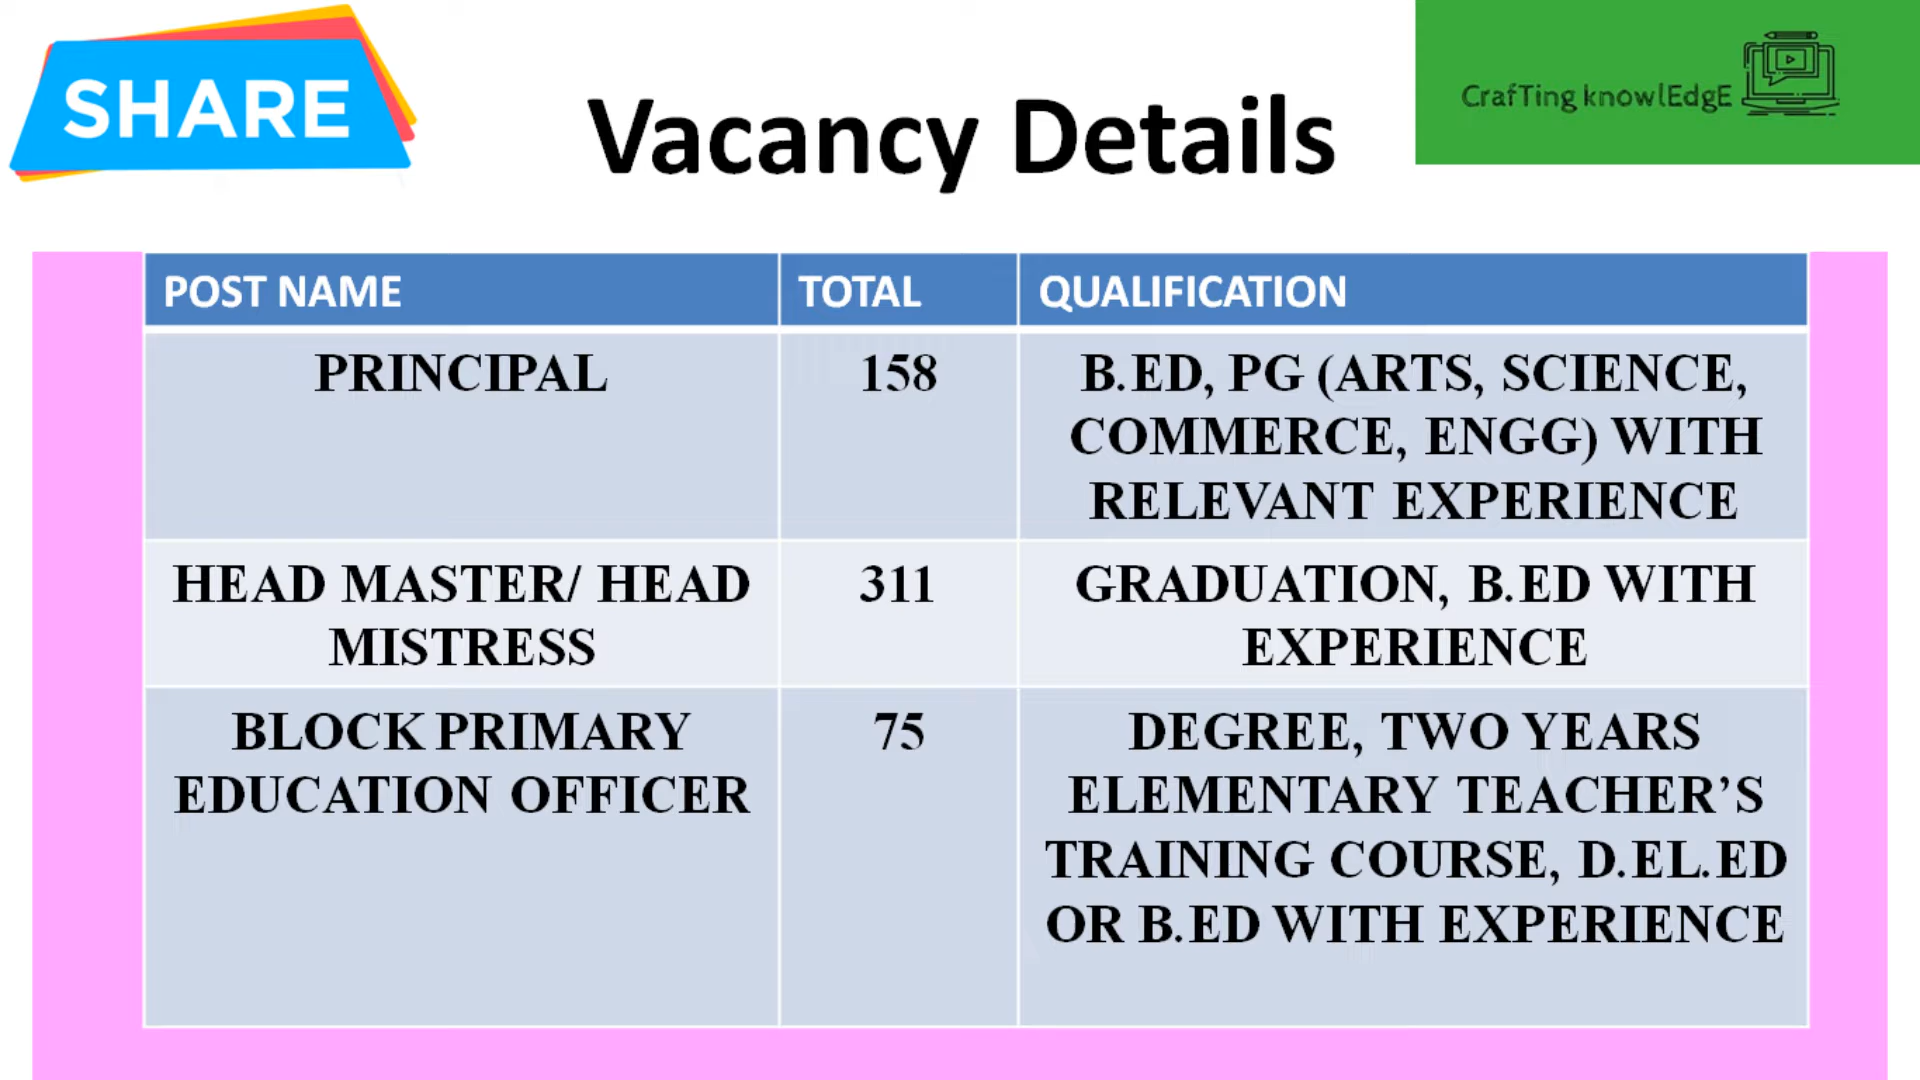 SHARE
Vacancy Details
CrafTing knowlEdgE
POST NAME
TOTAL
QUALIFICATION
PRINCIPAL
158
B.ED, PG (ARTS, SCIENCE,
COMMERCE, ENGG) WITH
RELEVANT EXPERIENCE
HEAD MASTER/ HEAD
MISTRESS
311
GRADUATION, B.ED WITH
EXPERIENCE
BLOCK PRIMARY
EDUCATION OFFICER
75
DEGREE, TWO YEARS
ELEMENTARY TEACHER’S
TRAINING COURSE, D.EL.ED
OR B.ED WITH EXPERIENCE